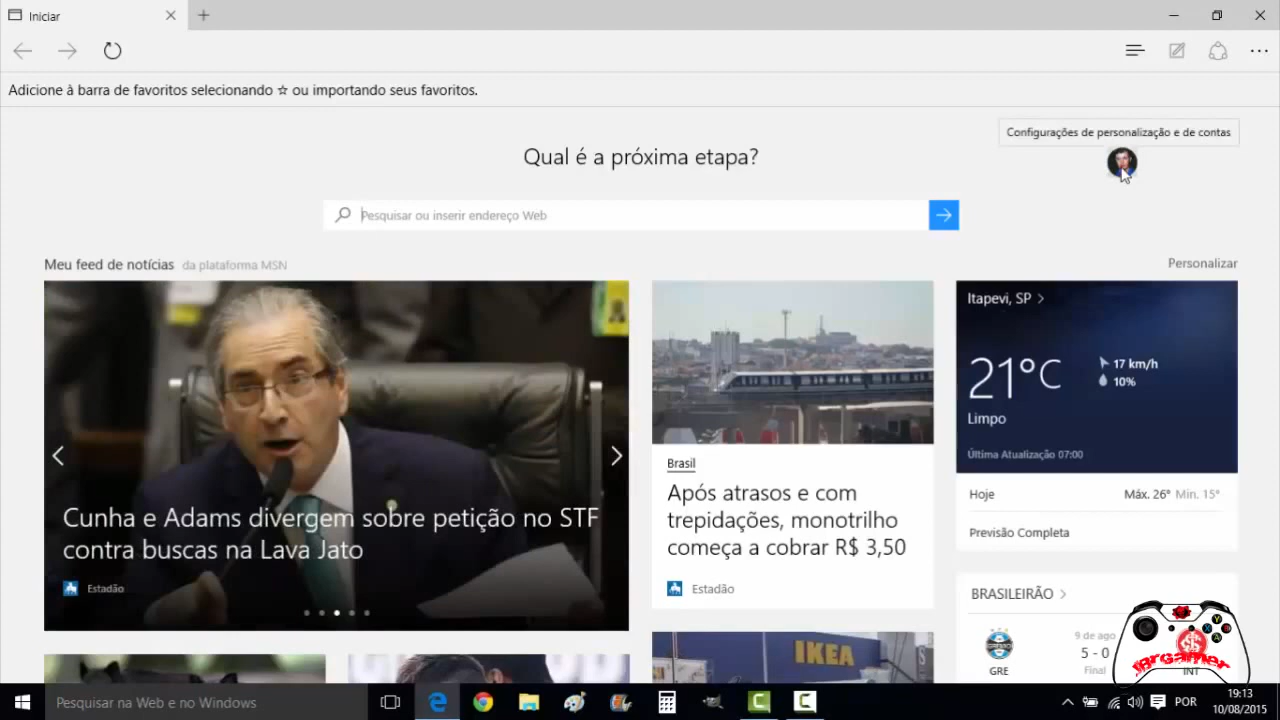 Iniciar
Adicione à barra de favoritos selecionando ☆ ou importando seus favoritos.
Configurações de personalização e de contas
Qual é a próxima etapa?
Pesquisar ou inserir endereço Web
Meu feed de notícias da plataforma MSN
Personalizar
Cunha e Adams divergem sobre petição no STF
contra buscas na Lava Jato
Estadão
Brasil
Após atrasos e com
trepidações, monotrilho
começa a cobrar R$ 3,50
Estadão
Itapevi, SP
21°C
17 km/h
10%
Limpo
Última Atualização 07:00
Hoje
Máx. 26° Mín. 15°
Previsão Completa
IKEA
BRASILEIRÃO
9 de ago
5 - 0
Final
GRE
INT
Y
X
B
A
jargamer
Pesquisar na Web e no Windows
POR
19:13
10/08/2015